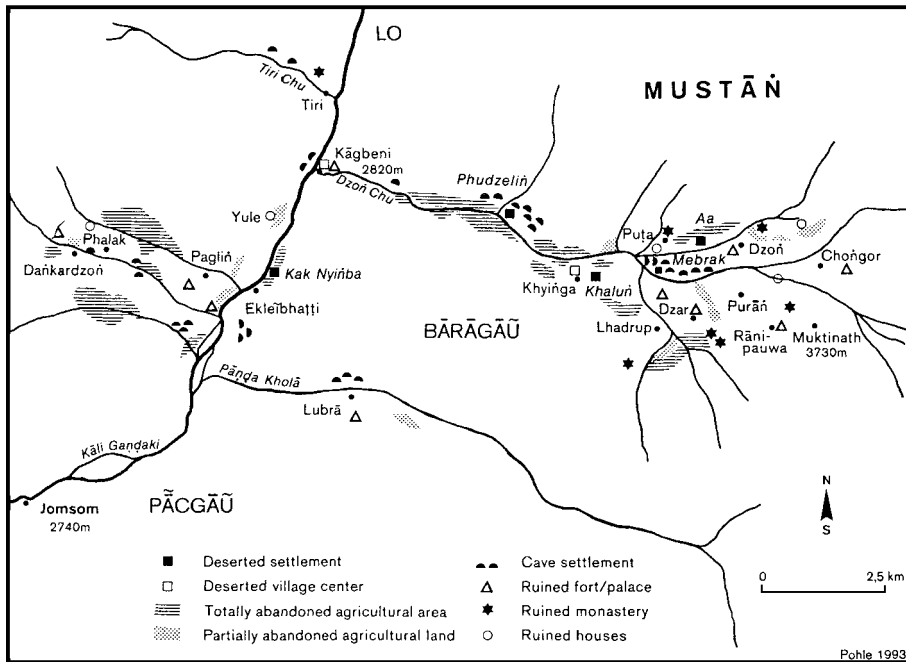 LO
MUSTĀṄ
Tiri Chu
Tiri
Kāgbeni
2820m
Dzoṅ Chu
Phudzeliṅ
Yule
Phalak
Daṅkardzoṅ
Pagliṅ
Kak Nyiṅba
Ekleībhaṭṭi
Puṭa
Aa
Mebrak
Dzoṅ
Choṅgor
Khyiṅga
Khaluṅ
Dzar
Purāṅ
Lhadrup
Rāni-
pauwa
Muktinath
3730m
BĀRĀGĀŨ
Pāṇḍa Kholā
Lubrā
Kāli Gaṇḍaki
Jomsom
2740m
PÃ̄CGĀŨ
N
S
Deserted settlement
Deserted village center
Totally abandoned agricultural area
Partially abandoned agricultural land
Cave settlement
Ruined fort/palace
Ruined monastery
Ruined houses
0 2,5 km
Pohle 1993